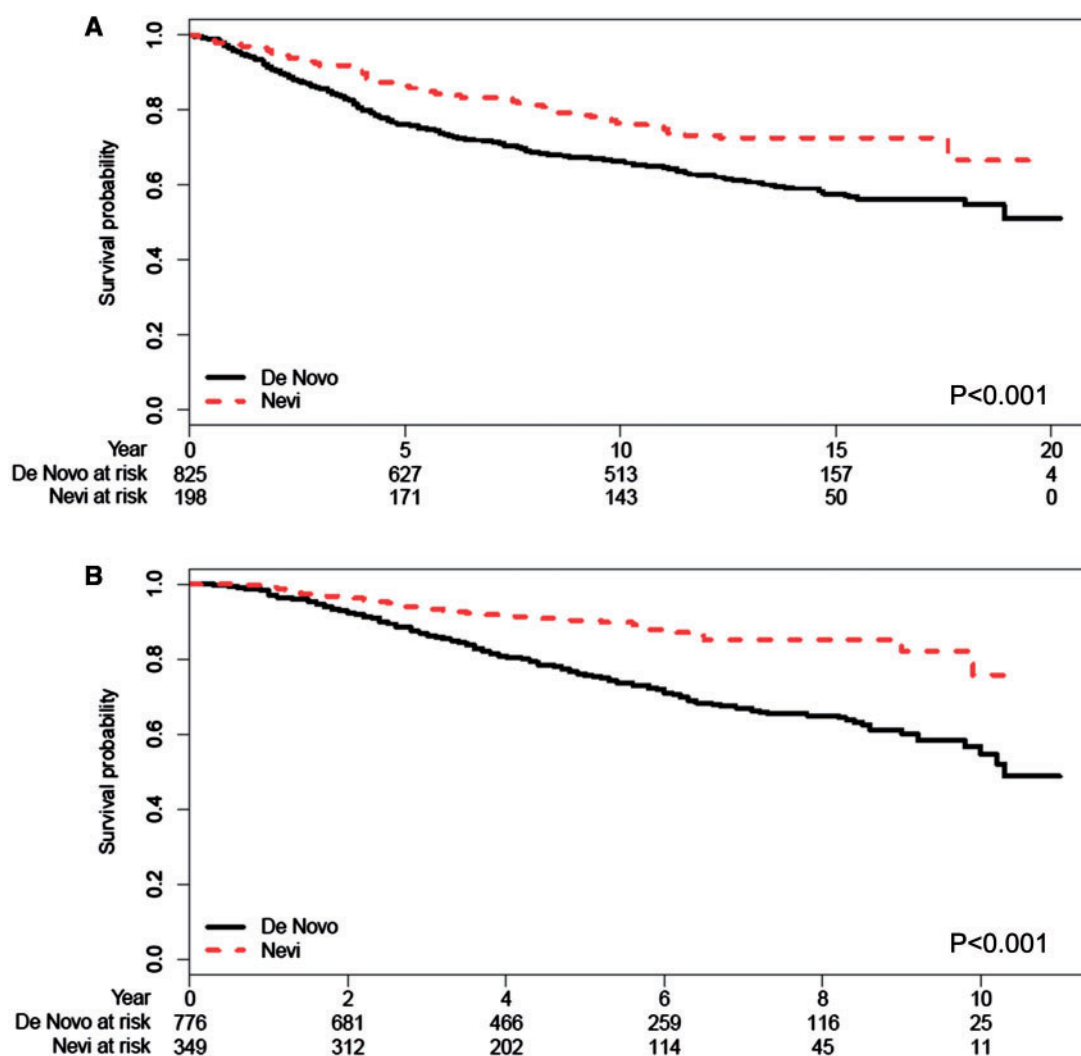 A
1.0
0.8
0.6
0.4
0.2
0.0
Survival probability
De Novo
Nevi
P<0.001
Year 0 5 10 15 20
De Novo at risk 825 627 513 157 4
Nevi at risk 198 171 143 50 0
B
1.0
0.8
0.6
0.4
0.2
0.0
Survival probability
De Novo
Nevi
P<0.001
Year 0 2 4 6 8 10
De Novo at risk 776 681 466 259 116 25
Nevi at risk 349 312 202 114 45 11